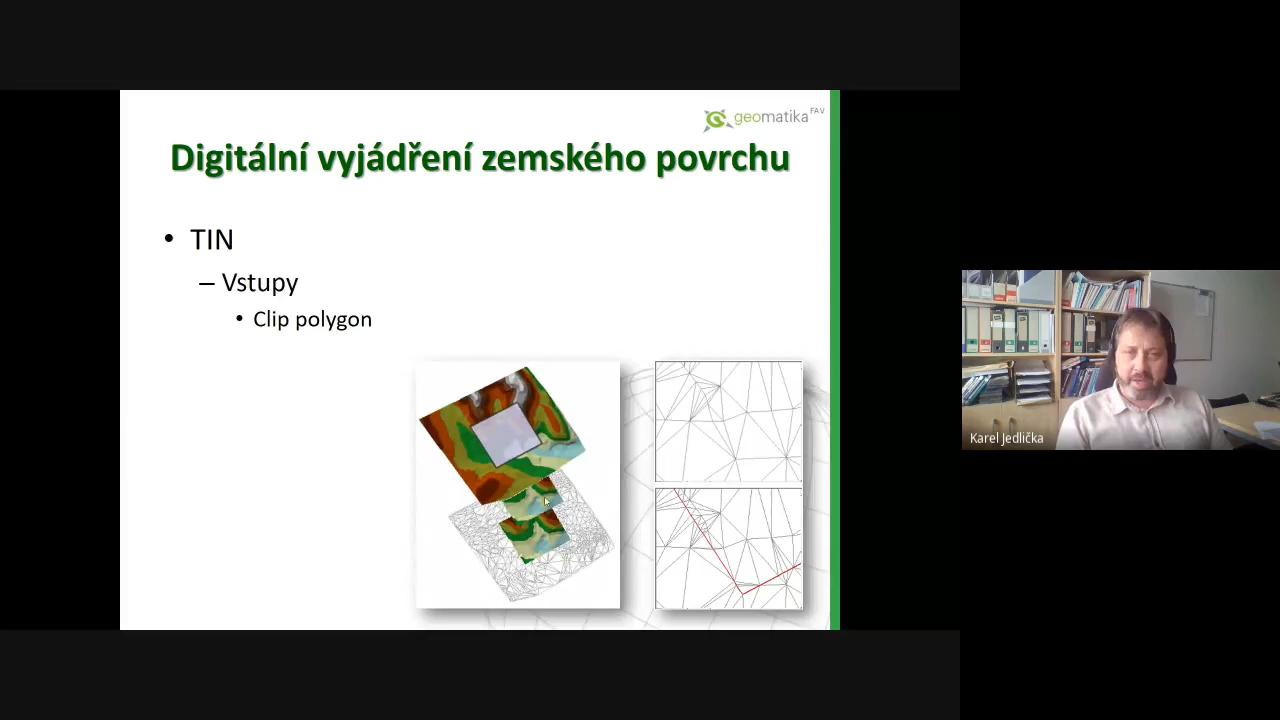 geomatika FAV
Digitální vyjádření zemského povrchu
• TIN
– Vstupy
• Clip polygon
Karel Jedlička